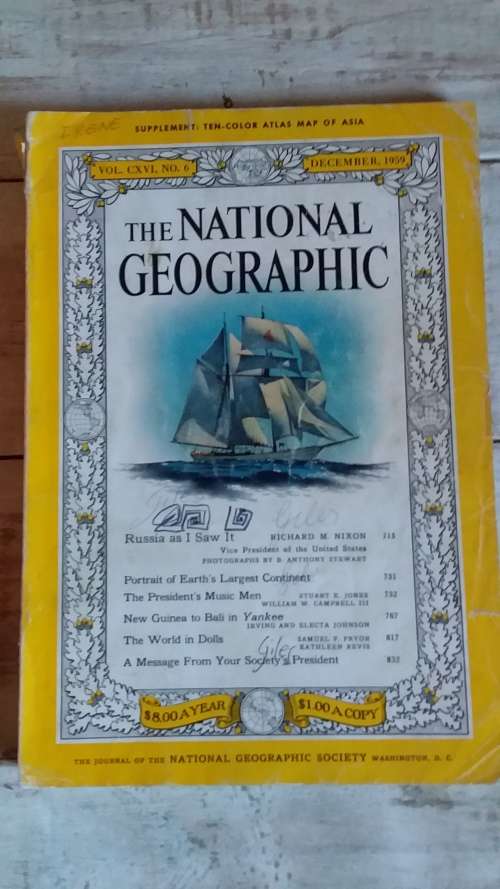 IRENE
SUPPLEMENT: TEN-COLOR ATLAS MAP OF ASIA
VOL. CXVI, NO. 6
DECEMBER, 1959
THE NATIONAL
GEOGRAPHIC
Giles
Russia as I Saw It RICHARD M. NIXON 715
Vice President of the United States
PHOTOGRAPHS BY B. ANTHONY STEWART
Portrait of Earth's Largest Continent 751
The President's Music Men STUART E. JONES 752
WILLIAM W. CAMPBELL III
New Guinea to Bali in Yankee 767
IRVING AND ELECTA JOHNSON
The World in Dolls SAMUEL F. PRYOR 817
Giles KATHLEEN REVIS
A Message From Your Society's President 832
$8.00 A YEAR
$1.00 A COPY
THE JOURNAL OF THE NATIONAL GEOGRAPHIC SOCIETY WASHINGTON, D. C.